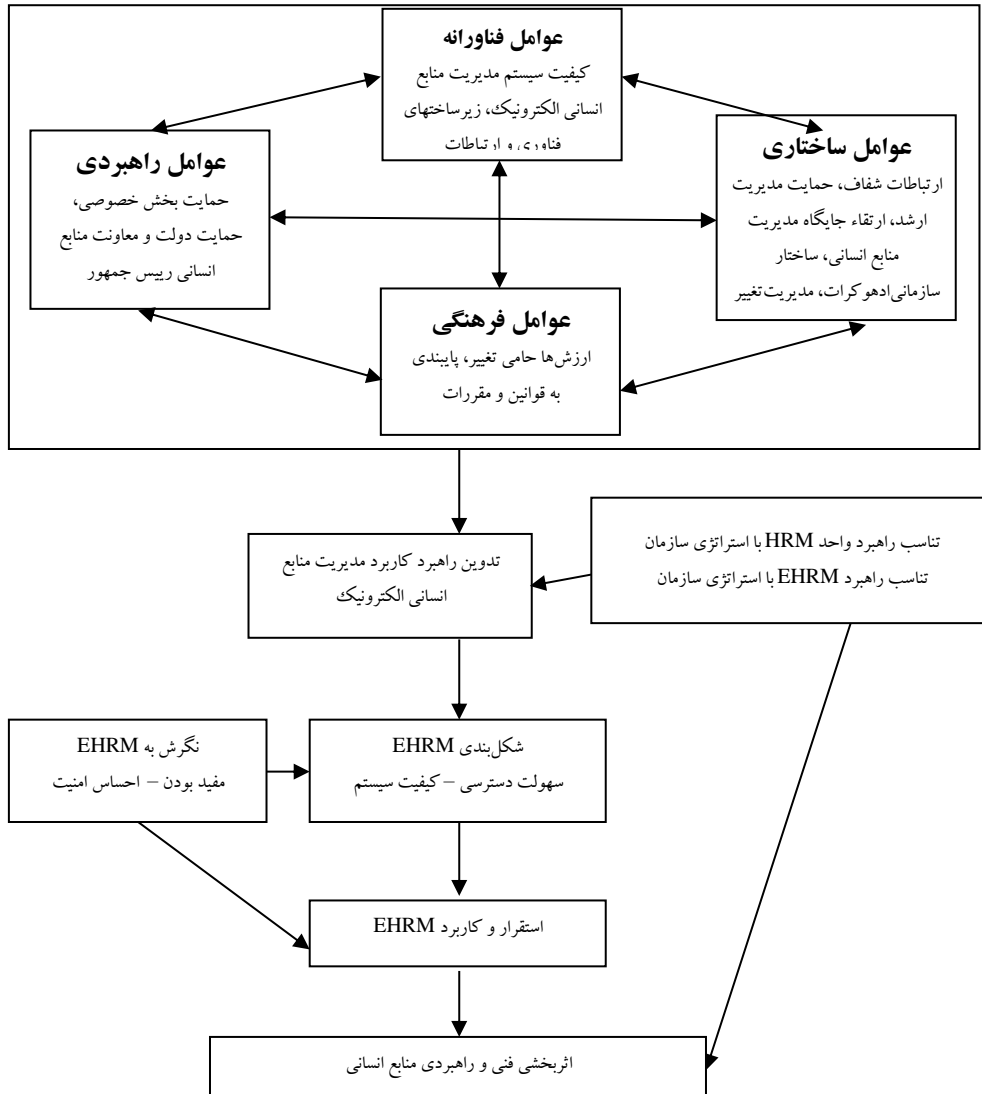 عوامل فناورانه
کیفیت سیستم مدیریت منابع
انسانی الکترونیک، زیرساختهای
فناوری و ارتباطات
عوامل ساختاری
ارتباطات شفاف، حمایت مدیریت
ارشد، ارتقاء جایگاه مدیریت
منابع انسانی، ساختار
سازمانی‌ادهوکرات، مدیریت‌تغییر
عوامل راهبردی
حمایت بخش خصوصی،
حمایت دولت و معاونت منابع
انسانی رییس جمهور
عوامل فرهنگی
ارزش‌ها حامی تغییر، پایبندی
به قوانین و مقررات
تناسب راهبرد واحد HRM با استراتژی سازمان
تناسب راهبرد EHRM با استراتژی سازمان
تدوین راهبرد کاربرد مدیریت منابع
انسانی الکترونیک
شکل‌بندی EHRM
سهولت دسترسی – کیفیت سیستم
نگرش به EHRM
مفید بودن – احساس امنیت
استقرار و کاربرد EHRM
اثربخشی فنی و راهبردی منابع انسانی